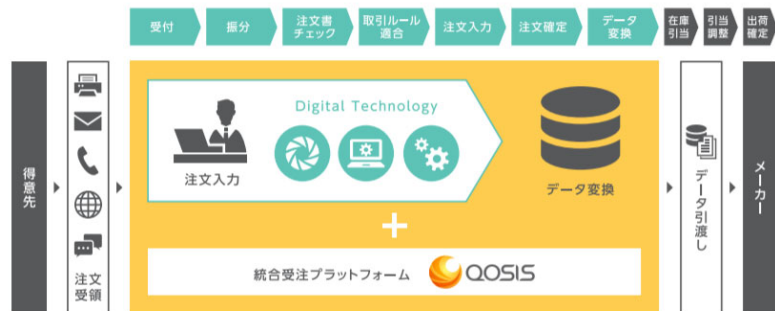 受付
振分
注文書
チェック
取引ルール
適合
注文入力
注文確定
データ
変換
在庫
引当
引当
調整
出荷
確定
得意先
注文
受領
Digital Technology
注文入力
データ変換
+
統合受注プラットフォーム QOSIS
データ引渡し
メーカー